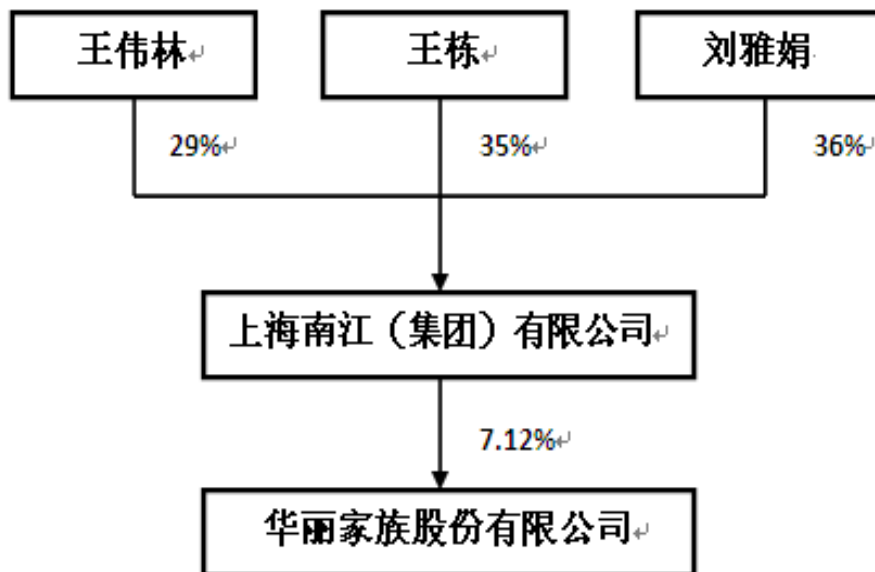 王伟林
王栋
刘雅娟
29%
35%
36%
上海南江（集团）有限公司
7.12%
华丽家族股份有限公司